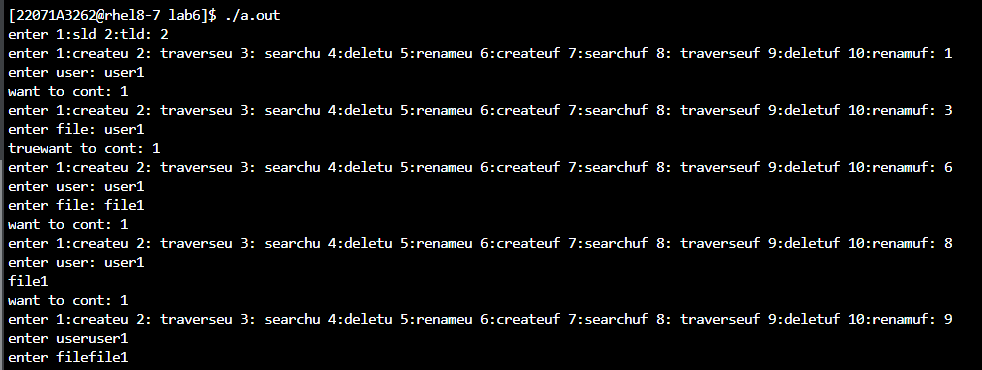 [22071A3262@rhel8-7 lab6]$ ./a.out
enter 1:sld 2:tld: 2
enter 1:createu 2: traverseu 3: searchu 4:deletu 5:renameu 6:createuf 7:searchuf 8: traverseuf 9:deletuf 10:renamuf: 1
enter user: user1
want to cont: 1
enter 1:createu 2: traverseu 3: searchu 4:deletu 5:renameu 6:createuf 7:searchuf 8: traverseuf 9:deletuf 10:renamuf: 3
enter file: user1
truewant to cont: 1
enter 1:createu 2: traverseu 3: searchu 4:deletu 5:renameu 6:createuf 7:searchuf 8: traverseuf 9:deletuf 10:renamuf: 6
enter user: user1
enter file: file1
want to cont: 1
enter 1:createu 2: traverseu 3: searchu 4:deletu 5:renameu 6:createuf 7:searchuf 8: traverseuf 9:deletuf 10:renamuf: 8
enter user: user1
file1
want to cont: 1
enter 1:createu 2: traverseu 3: searchu 4:deletu 5:renameu 6:createuf 7:searchuf 8: traverseuf 9:deletuf 10:renamuf: 9
enter useruser1
enter filefile1